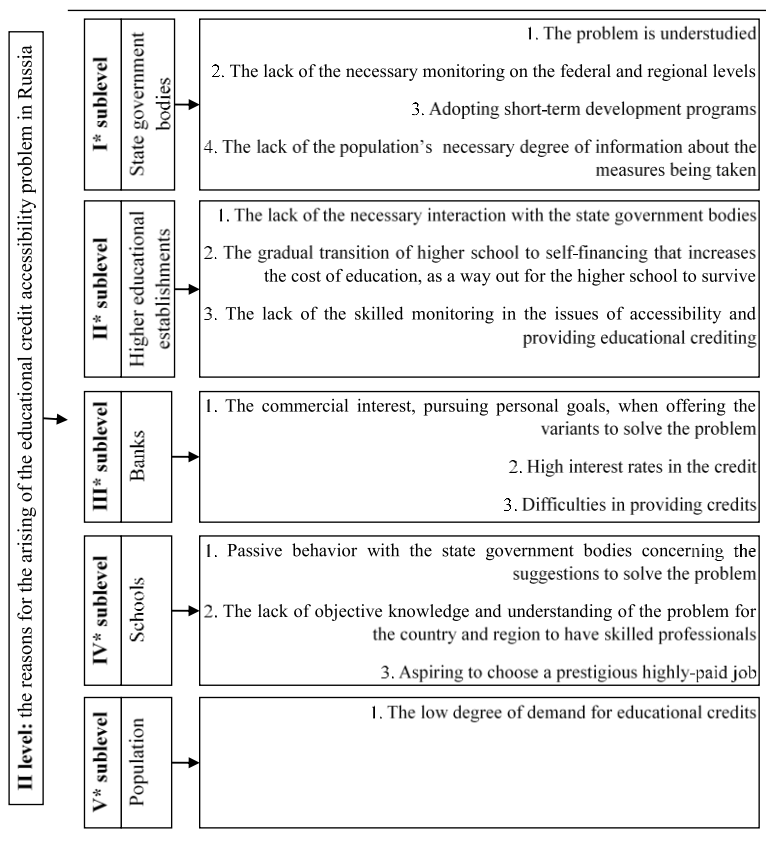 II level: the reasons for the arising of the educational credit accessibility problem in Russia
I* sublevel
State government
bodies
1. The problem is understudied
2. The lack of the necessary monitoring on the federal and regional levels
3. Adopting short-term development programs
4. The lack of the population's necessary degree of information about the
measures being taken
II* sublevel
Higher educational
establishments
1. The lack of the necessary interaction with the state government bodies
2. The gradual transition of higher school to self-financing that increases
the cost of education, as a way out for the higher school to survive
3. The lack of the skilled monitoring in the issues of accessibility and
providing educational crediting
III* sublevel
Banks
1. The commercial interest, pursuing personal goals, when offering the
variants to solve the problem
2. High interest rates in the credit
3. Difficulties in providing credits
IV* sublevel
Schools
1. Passive behavior with the state government bodies concerning the
suggestions to solve the problem
2. The lack of objective knowledge and understanding of the problem for
the country and region to have skilled professionals
3. Aspiring to choose a prestigious highly-paid job
V* sublevel
Population
1. The low degree of demand for educational credits